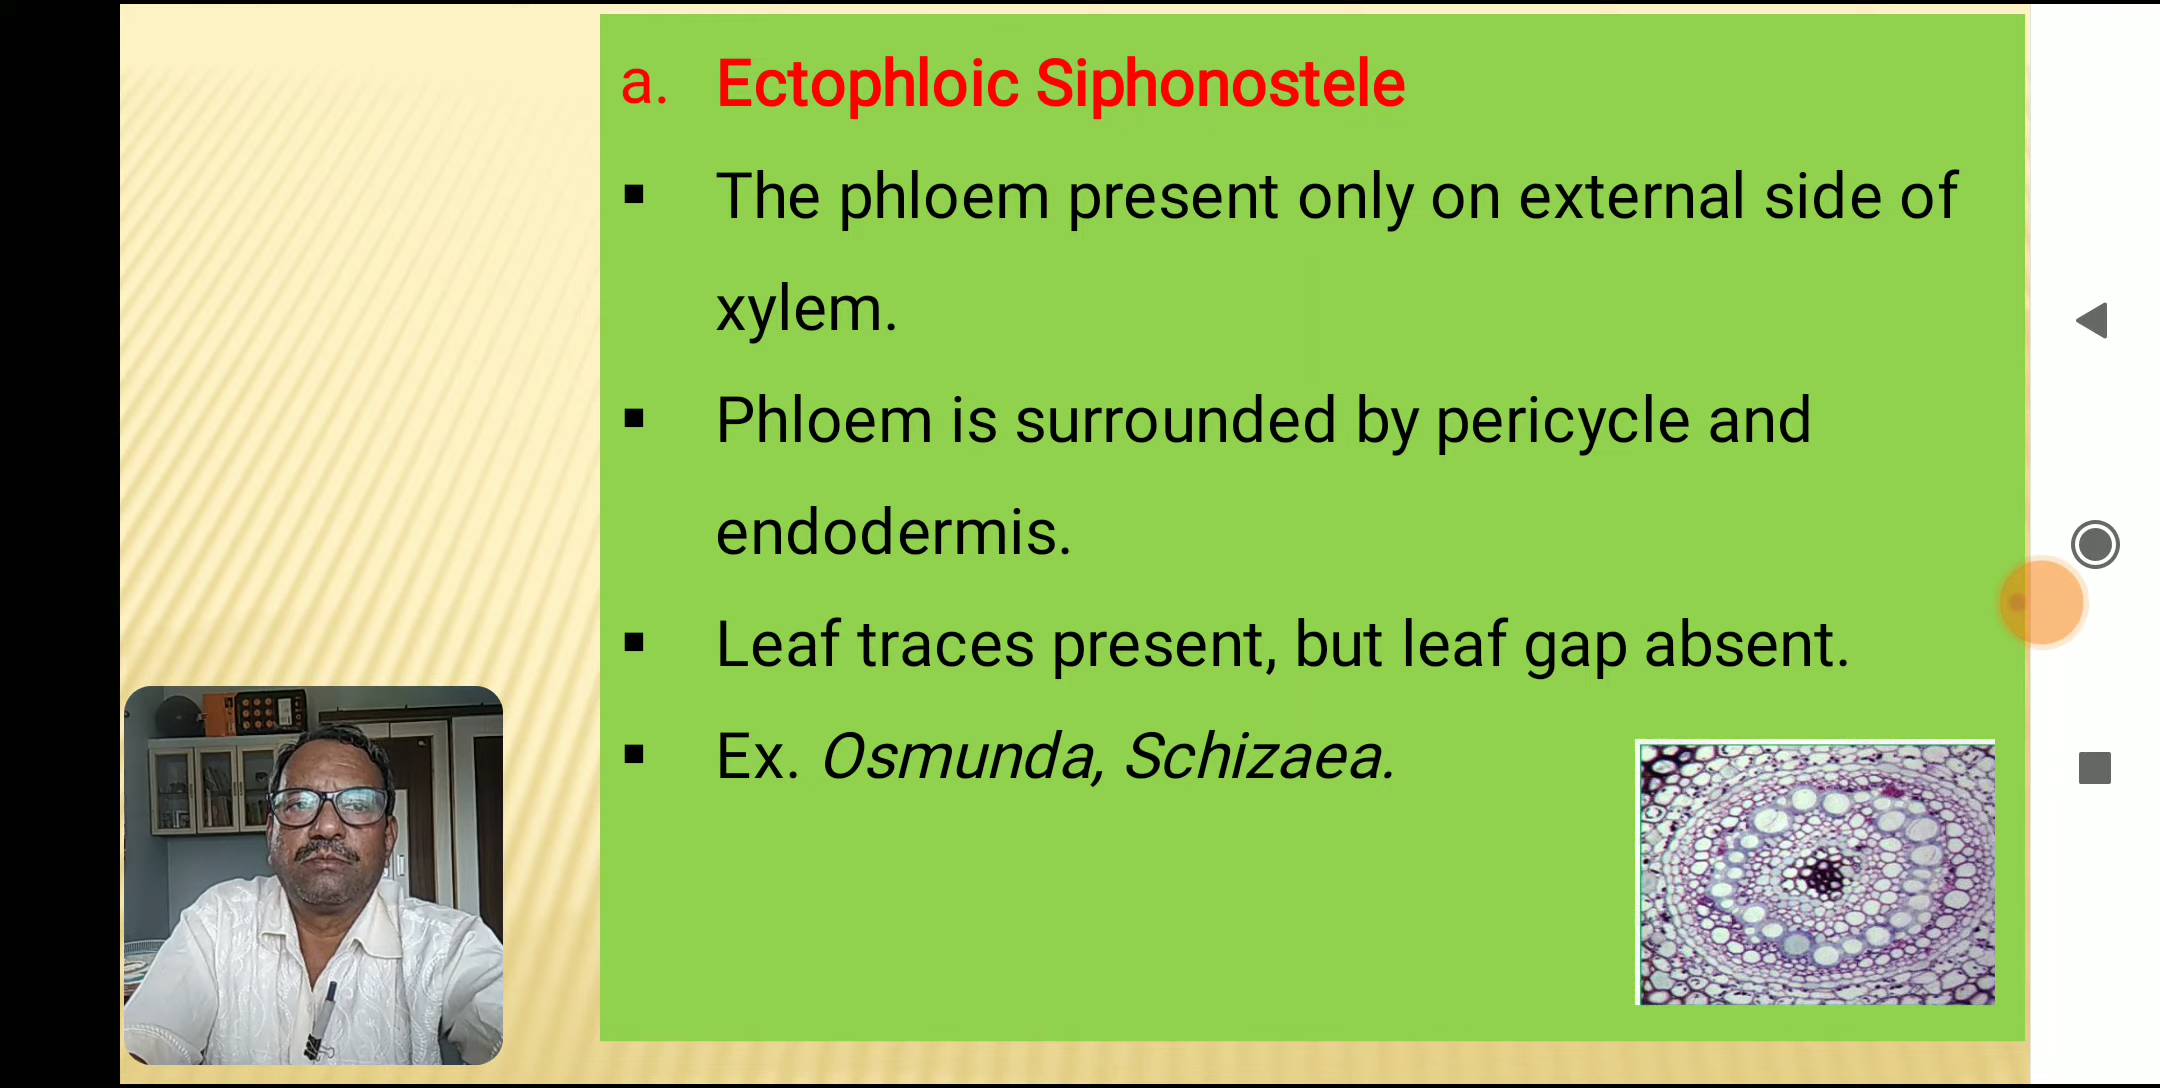 a. Ectophloic Siphonostele
▪ The phloem present only on external side of
xylem.
▪ Phloem is surrounded by pericycle and
endodermis.
▪ Leaf traces present, but leaf gap absent.
▪ Ex. Osmunda, Schizaea.